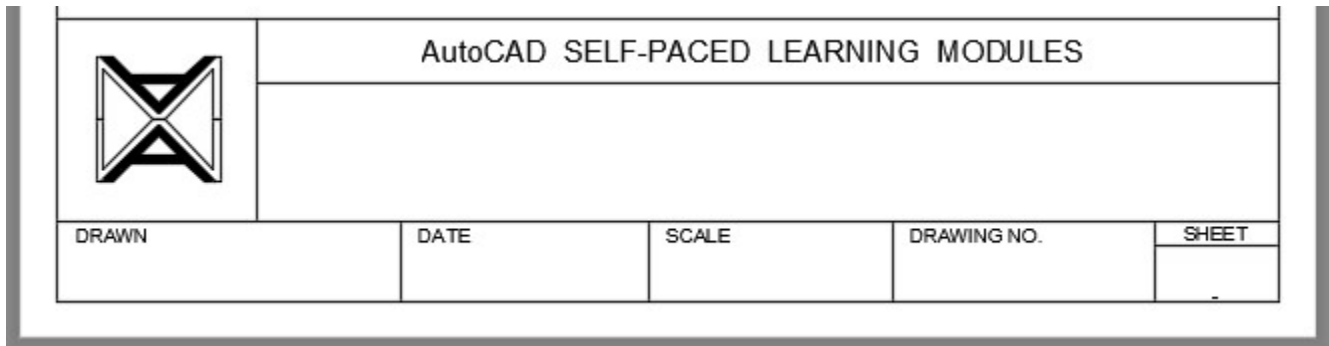 AutoCAD SELF-PACED LEARNING MODULES
DRAWN DATE SCALE DRAWING NO. SHEET
-